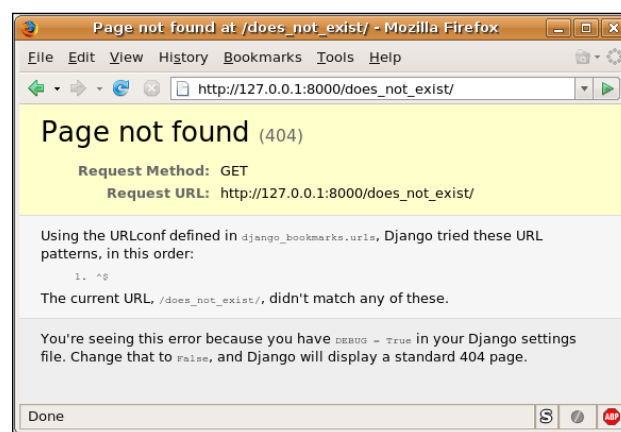 Page not found at /does_not_exist/ - Mozilla Firefox
File Edit View History Bookmarks Tools Help
http://127.0.0.1:8000/does_not_exist/
Page not found (404)
Request Method: GET
Request URL: http://127.0.0.1:8000/does_not_exist/
Using the URLconf defined in django_bookmarks.urls, Django tried these URL
patterns, in this order:
1. ^$
The current URL, /does_not_exist/, didn't match any of these.
You're seeing this error because you have DEBUG = True in your Django settings
file. Change that to False, and Django will display a standard 404 page.
Done S ABP